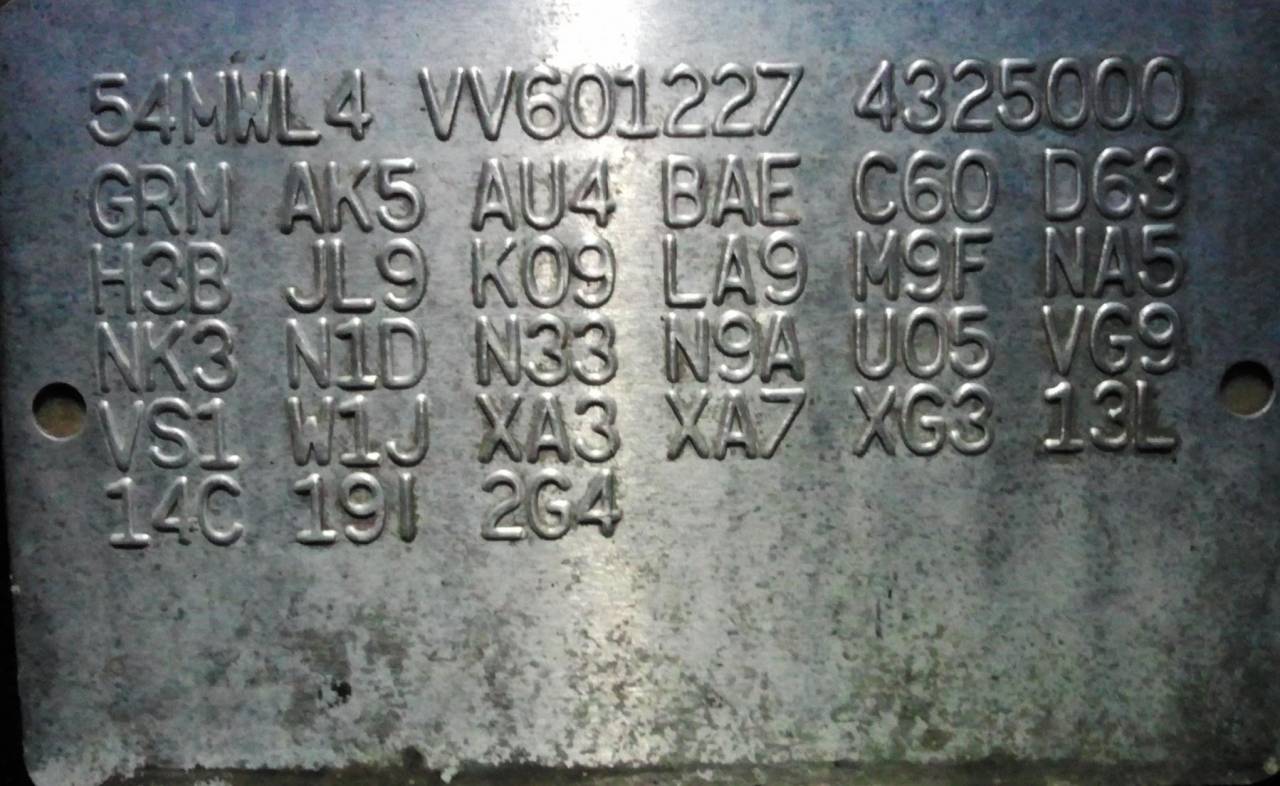 54MWL4 VV601227 4325000
GRM AK5 AU4 BAE C60 D63
H3B JL9 K09 LA9 M9F NA5
NK3 N1D N33 N9A U05 VG9
VS1 W1J XA3 XA7 XG3 13L
14C 19I 2G4